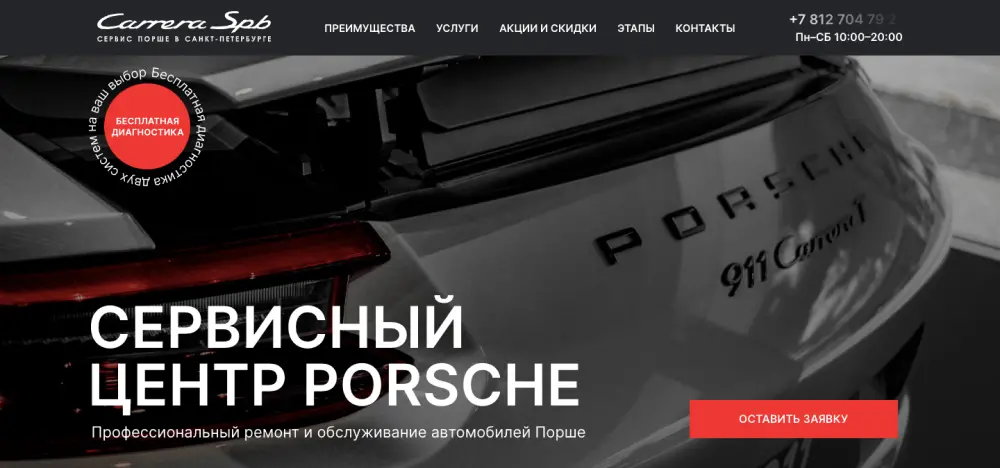 Carrera Spb
СЕРВИС ПОРШЕ В САНКТ-ПЕТЕРБУРГЕ
ПРЕИМУЩЕСТВА
УСЛУГИ
АКЦИИ И СКИДКИ
ЭТАПЫ
КОНТАКТЫ
+7 812 704 79 2
Пн–СБ 10:00–20:00
Бесплатная диагностика двух систем на ваш выбор
БЕСПЛАТНАЯ
ДИАГНОСТИКА
PORSCHE
911 Carrera T
СЕРВИСНЫЙ
ЦЕНТР PORSCHE
Профессиональный ремонт и обслуживание автомобилей Порше
ОСТАВИТЬ ЗАЯВКУ